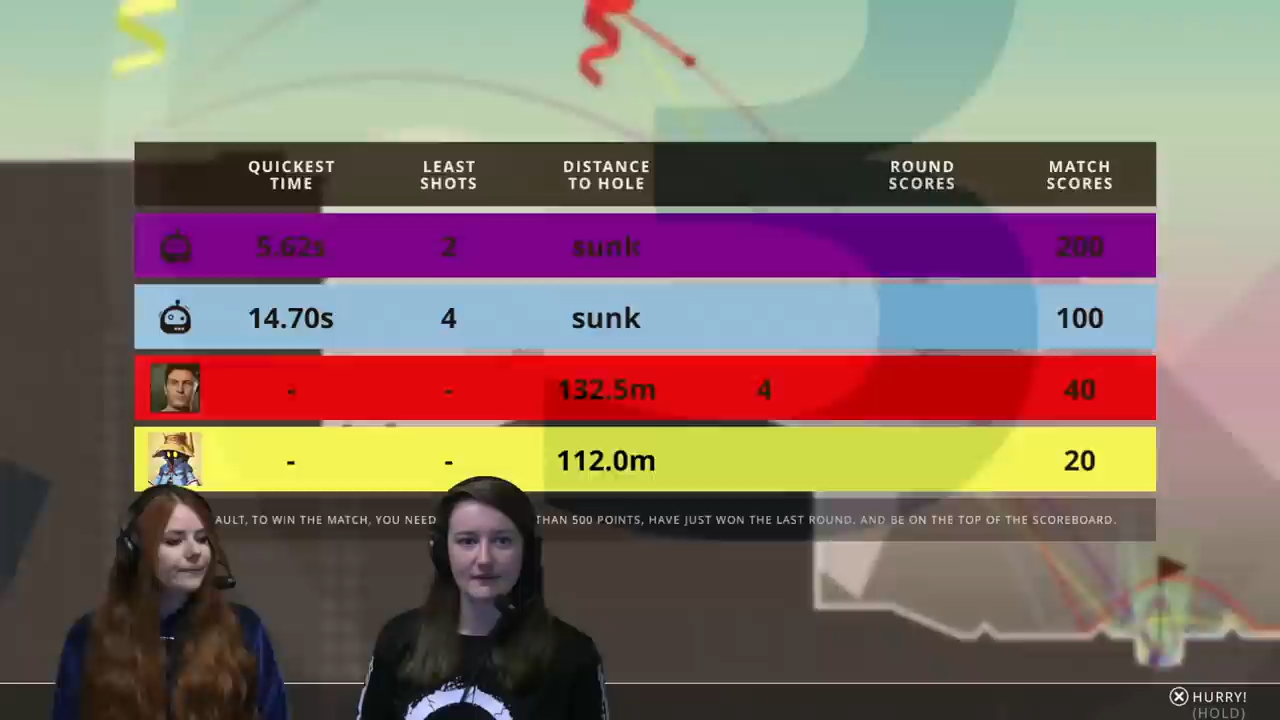 QUICKEST TIME LEAST SHOTS DISTANCE TO HOLE ROUND SCORES MATCH SCORES
5.62s 2 sunk 200
14.70s 4 sunk 100
- - 132.5m 4 40
- - 112.0m 20
AULT, TO WIN THE MATCH, YOU NEED THAN 500 POINTS, HAVE JUST WON THE LAST ROUND. AND BE ON THE TOP OF THE SCOREBOARD.
HURRY!
(HOLD)